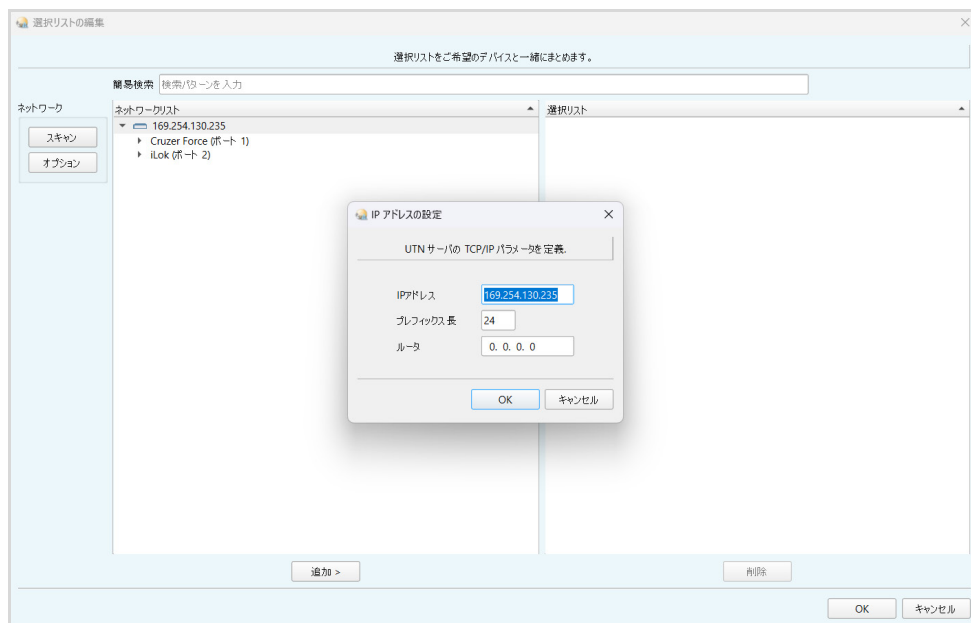 選択リストの編集
選択リストをご希望のデバイスと一緒にまとめます。
簡易検索 検索パターンを入力
ネットワーク
スキャン
オプション
ネットワークリスト
169.254.130.235
Cruzer Force (ポート 1)
iLok (ポート 2)
選択リスト
IP アドレスの設定
UTN サーバの TCP/IP パラメータを定義.
IPアドレス 169.254.130.235
プレフィックス長 24
ルータ 0. 0. 0. 0
OK キャンセル
追加 > 削除
OK キャンセル